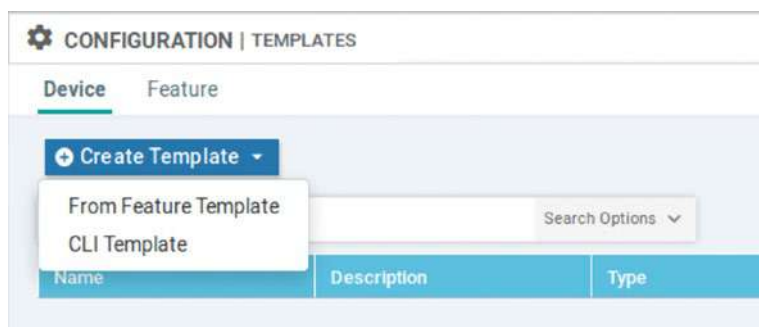 CONFIGURATION | TEMPLATES
Device Feature
Create Template
From Feature Template
Search Options
CLI Template
Name Description Type